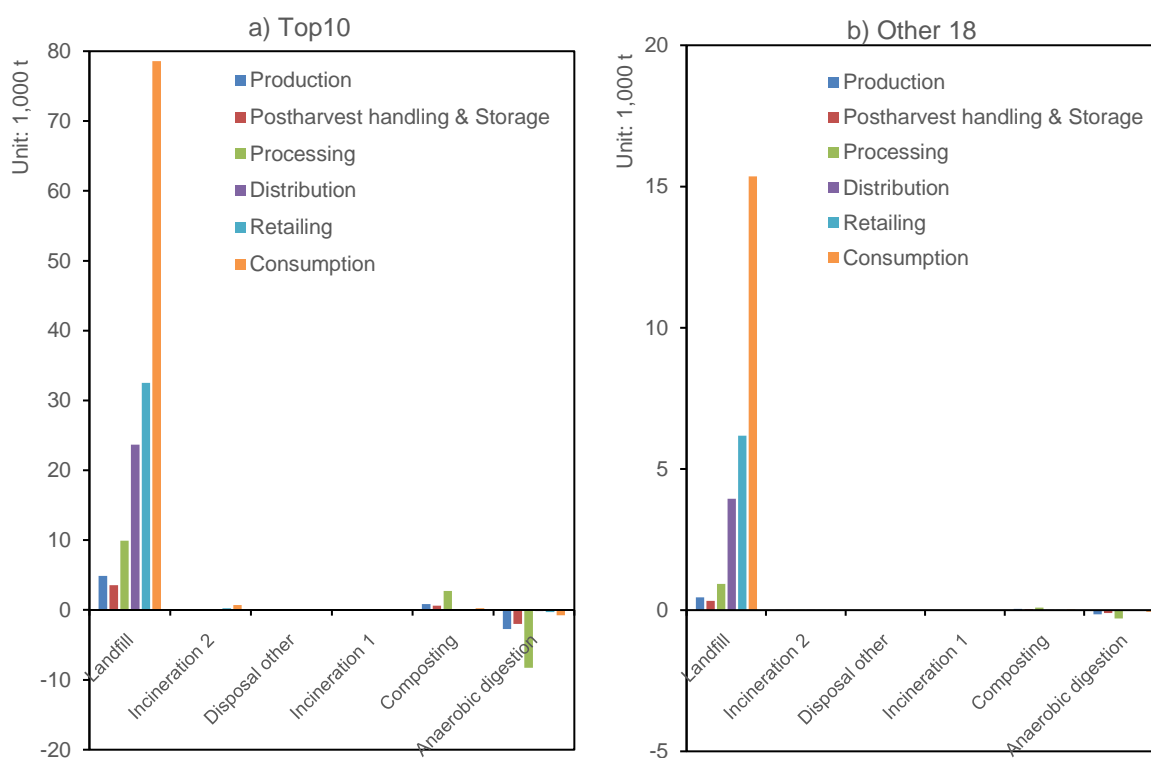 a) Top10
Unit: 1,000 t
80
70
60
50
40
30
20
10
0
-10
-20
Production
Postharvest handling & Storage
Processing
Distribution
Retailing
Consumption
Landfill
Incineration 2
Disposal other
Incineration 1
Composting
Anaerobic digestion
b) Other 18
Unit: 1,000 t
20
15
10
5
0
-5
Production
Postharvest handling & Storage
Processing
Distribution
Retailing
Consumption
Landfill
Incineration 2
Disposal other
Incineration 1
Composting
Anaerobic digestion